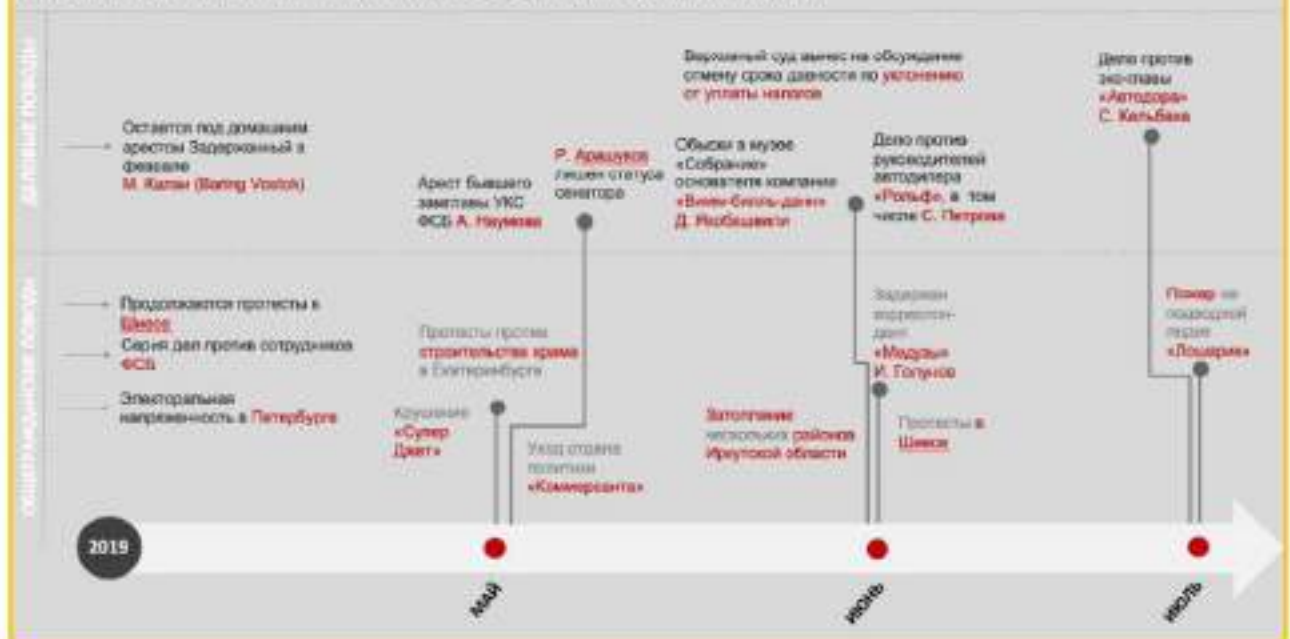 Верховный суд вынес на обсуждение
отмену срока давности по уклонению
от уплаты налогов
Дело против
экс-главы
«Автодора»
С. Кельбаха
Остается под домашним
арестом Задержанный в
феврале
М. Калви (Baring Vostok)
Арест бывшего
замглавы УКС
ФСБ А. Наумова
Р. Арашуков
лишен статуса
сенатора
Обыски в музее
«Собрание»
основателя компании
«Вимм-билль-данн»
Д. Якобашвили
Дело против
руководителей
автодилера
«Рольф», в том
числе С. Петрова
Продолжаются протесты в
Шиесе
Серия дел против сотрудников
ФСБ
Электоральная
напряженность в Петербурге
Протесты против
строительства храма
в Екатеринбурге
Крушение
«Супер
Джет»
Уход отдела
политики
«Коммерсанта»
Задержан
корреспон-
дент
«Медузы»
И. Голунов
Затопление
нескольких районов
Иркутской области
Протесты в
Шиесе
Пожар на
подводной
лодке
«Лошарик»
2019
МАЙ
ИЮНЬ
ИЮЛЬ